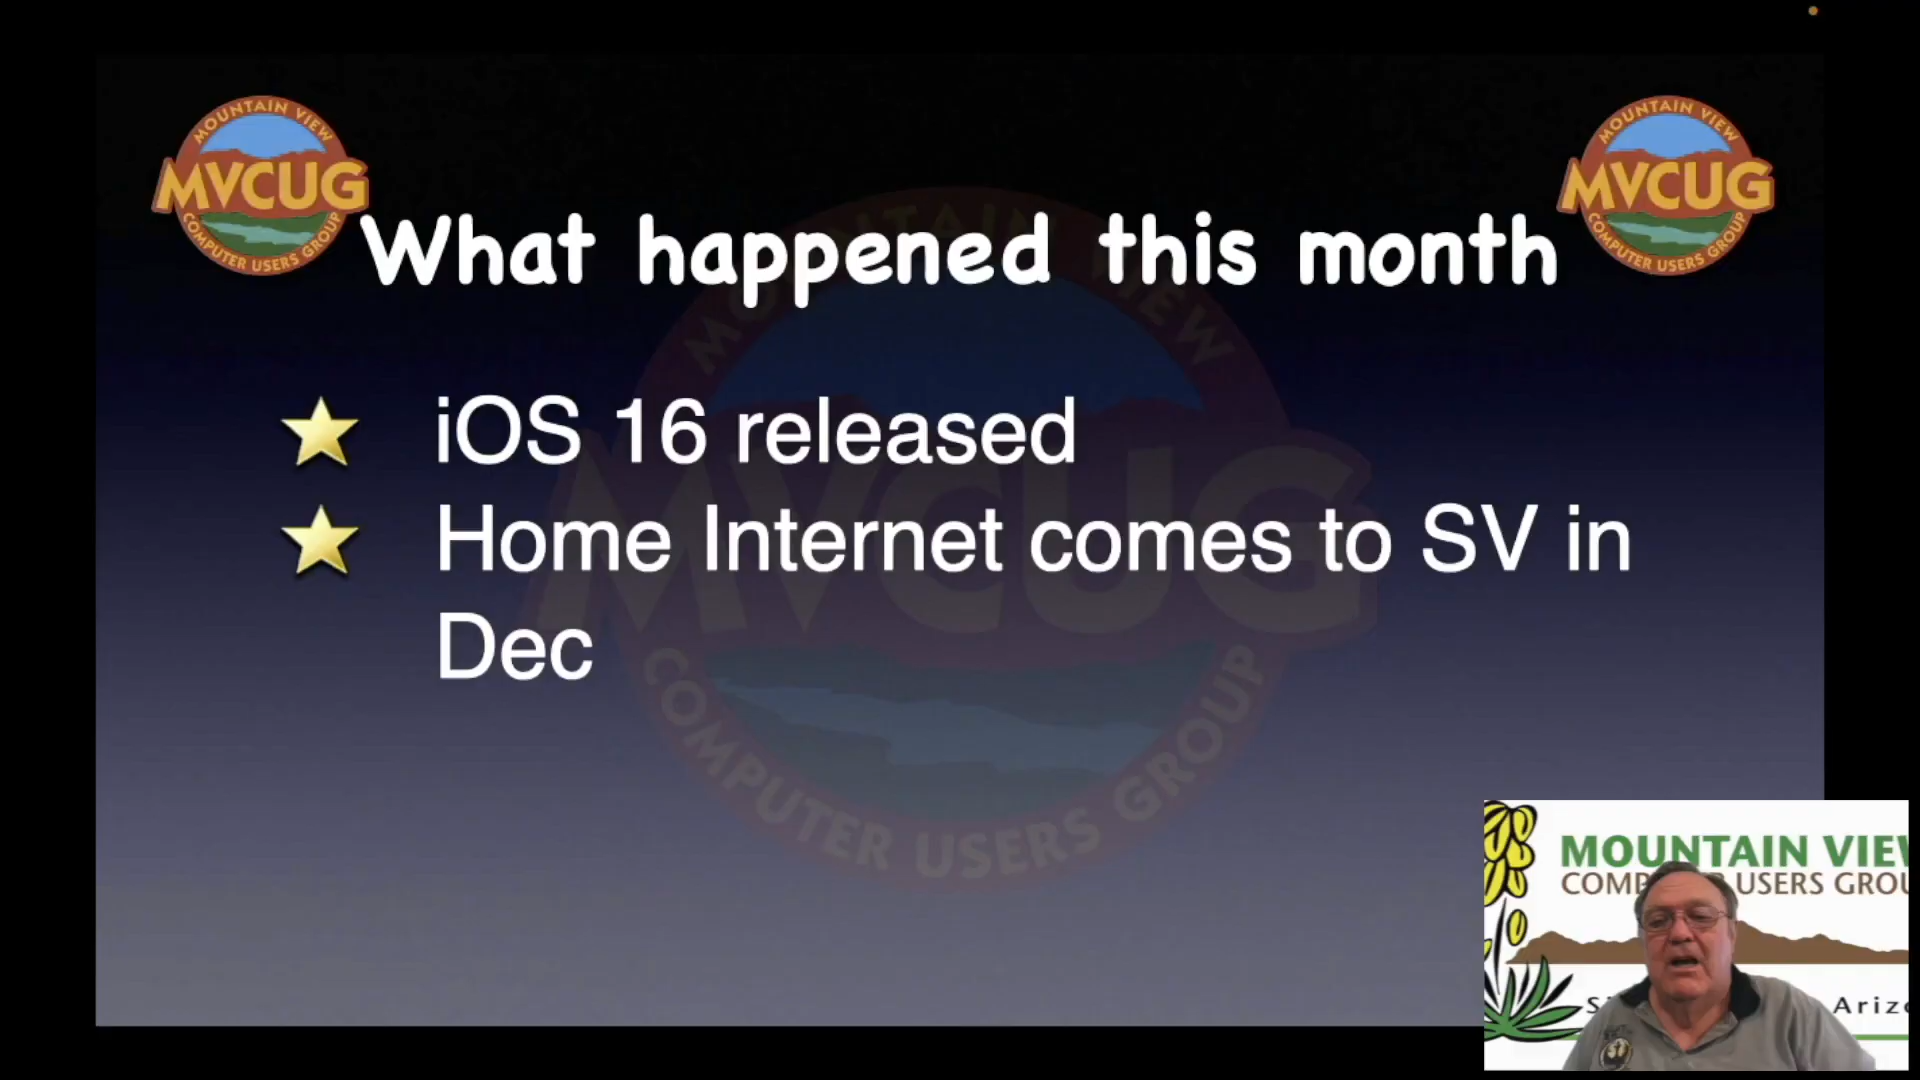 MOUNTAIN VIEW
MVCUG
COMPUTER USERS GROUP
MOUNTAIN VIEW
MVCUG
COMPUTER USERS GROUP
What happened this month
MOUNTAIN VIEW
iOS 16 released
MVCUG
Home Internet comes to SV in
Dec
COMPUTER USERS GROUP
MOUNTAIN VIEW
USERS GROU